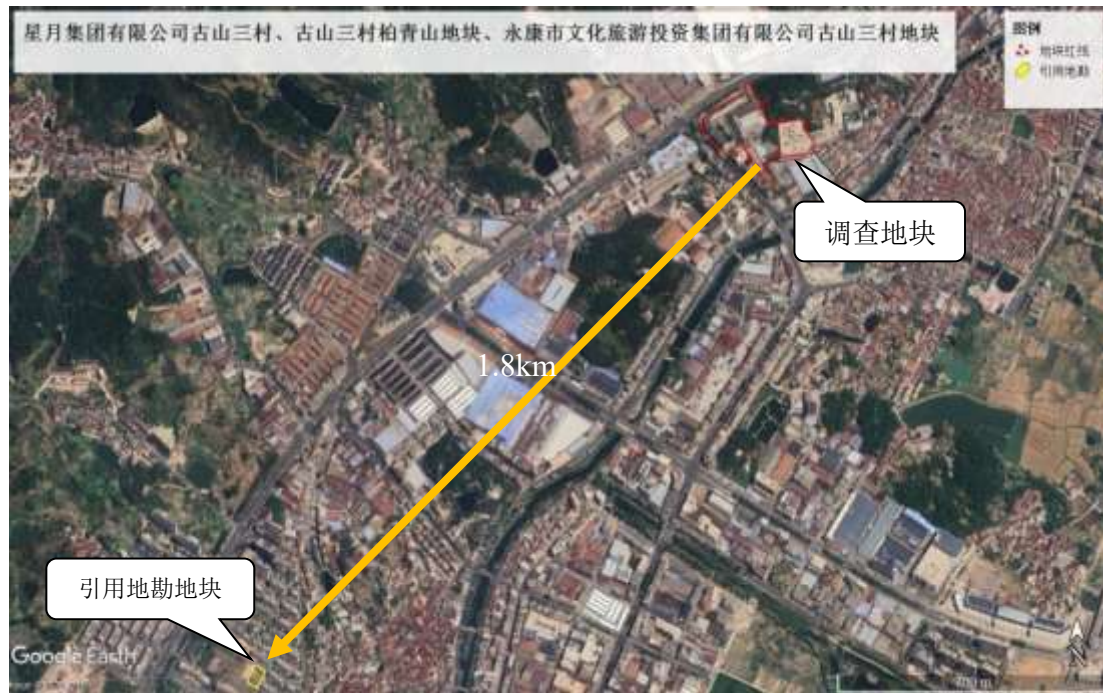 星月集团有限公司古山三村、古山三村柏青山地块、永康市文化旅游投资集团有限公司古山三村地块
图例
地块红线
引用地勘
调查地块
1.8km
引用地勘地块
Google Earth
N
700 m